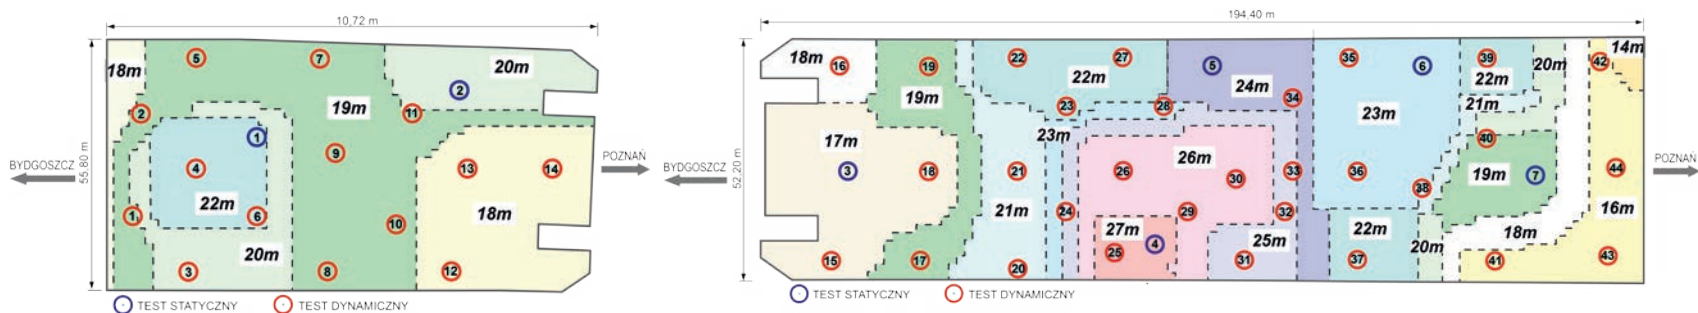 10,72 m
55,80 m
BYDGOSZCZ
POZNAŃ
18m
5
7
20m
2
2
19m
11
1
9
4
13
14
22m
1
6
18m
10
20m
3
8
12
TEST STATYCZNY
TEST DYNAMICZNY
194,40 m
52,20 m
BYDGOSZCZ
POZNAŃ
18m
16
19
22
27
5
35
6
39
42
14m
22m
24m
22m
20m
19m
23
28
34
23m
21m
17m
23m
40
3
18
21
26
26m
30
33
36
38
19m
7
44
21m
24
29
32
16m
27m
22m
18m
15
17
20
25
4
25m
31
37
20m
41
43
TEST STATYCZNY
TEST DYNAMICZNY